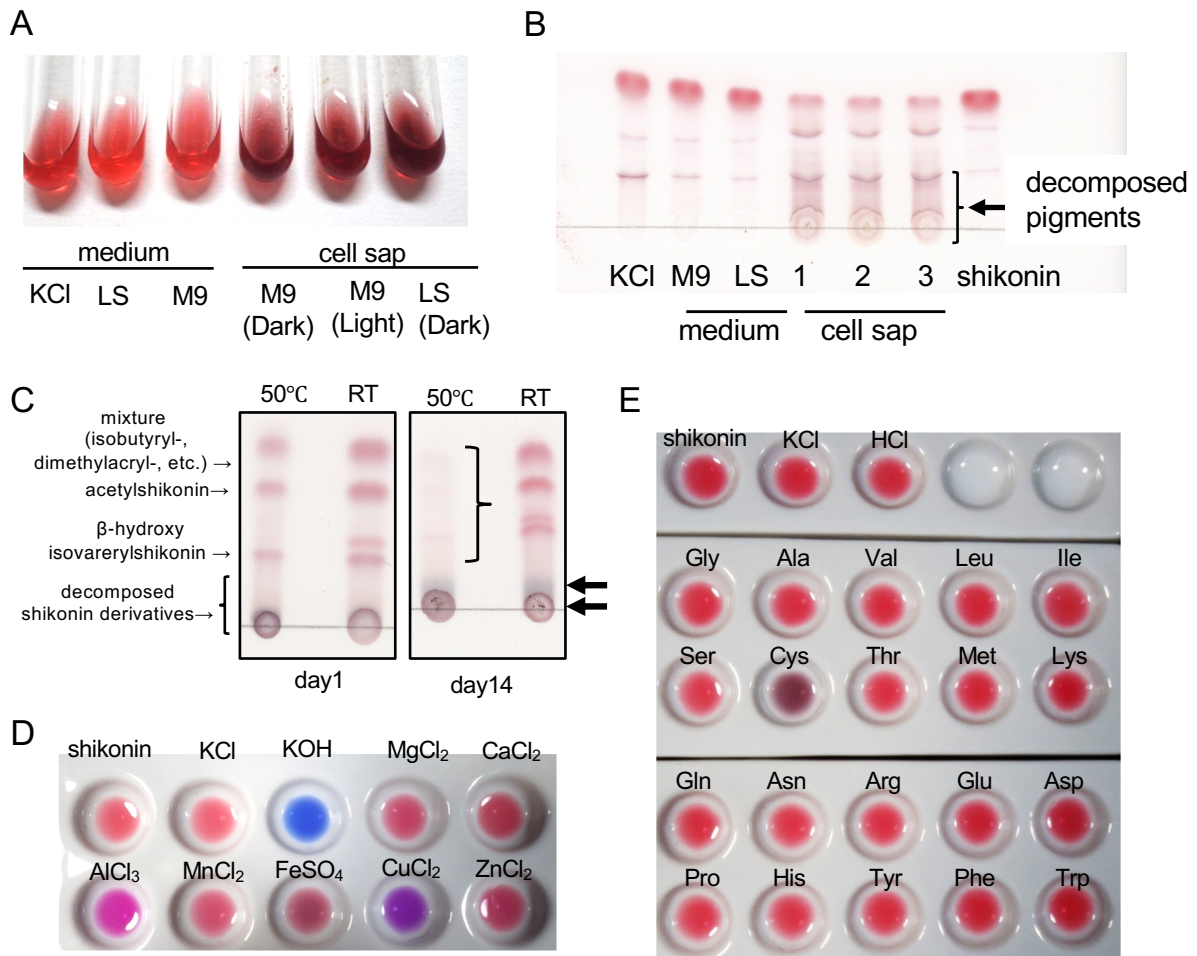 A
medium
cell sap
KCl LS M9 M9 M9 LS
(Dark) (Light) (Dark)
B
decomposed
pigments
KCl M9 LS 1 2 3 shikonin
medium cell sap
C
50℃ RT 50℃ RT
mixture
(isobutyryl-,
dimethylacryl-, etc.) →
acetylshikonin→
β-hydroxy
isovarerylshikonin →
decomposed
shikonin derivatives→
day1 day14
D
shikonin KCl KOH MgCl₂ CaCl₂
AlCl₃ MnCl₂ FeSO₄ CuCl₂ ZnCl₂
E
shikonin KCl HCl
Gly Ala Val Leu Ile
Ser Cys Thr Met Lys
Gln Asn Arg Glu Asp
Pro His Tyr Phe Trp